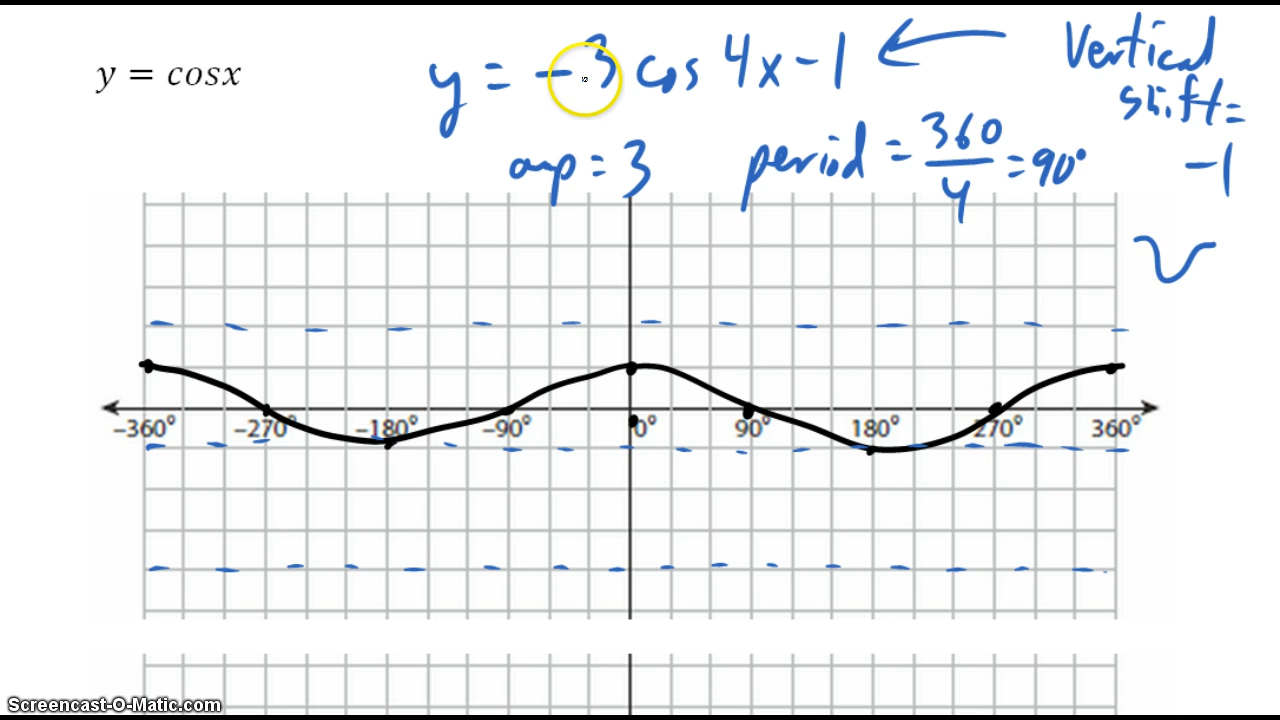 y = cosx
y = -3 cos 4x - 1 ← Vertical shift = -1
amp = 3
period = 360/4 = 90°
-360° -270° -180° -90° 0° 90° 180° 270° 360°
Screencast-O-Matic.com